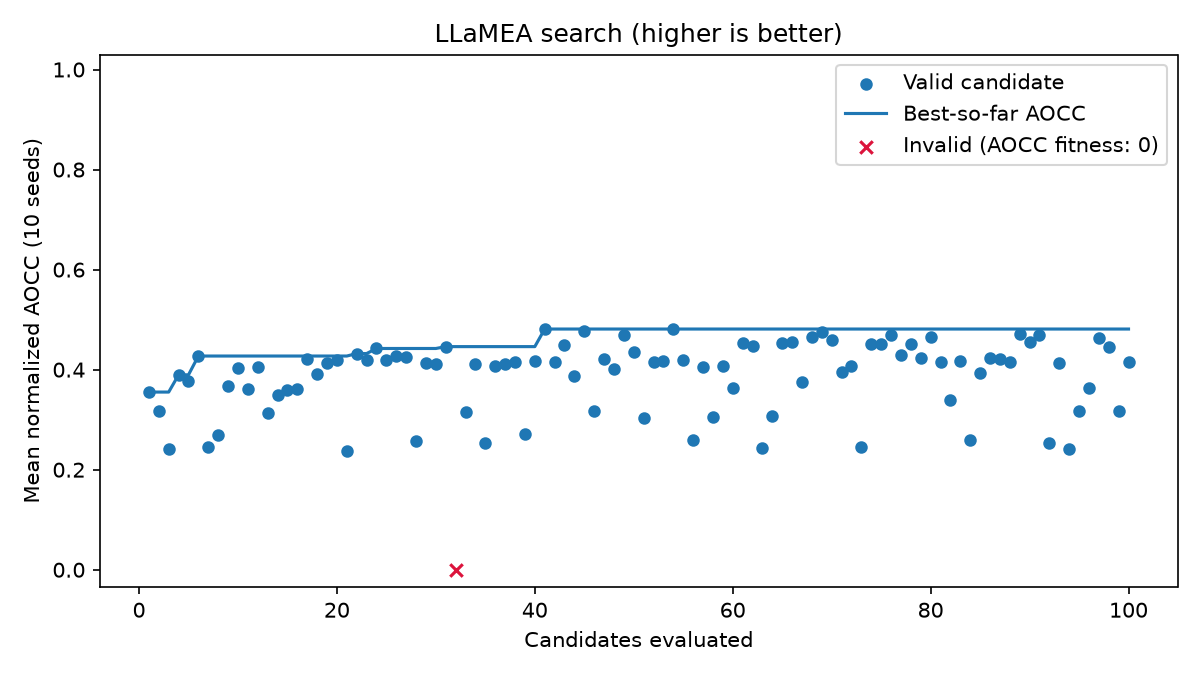 LLaMEA search (higher is better)
Valid candidate
Best-so-far AOCC
Invalid (AOCC fitness: 0)
Mean normalized AOCC (10 seeds)
1.0
0.8
0.6
0.4
0.2
0.0
0 20 40 60 80 100
Candidates evaluated